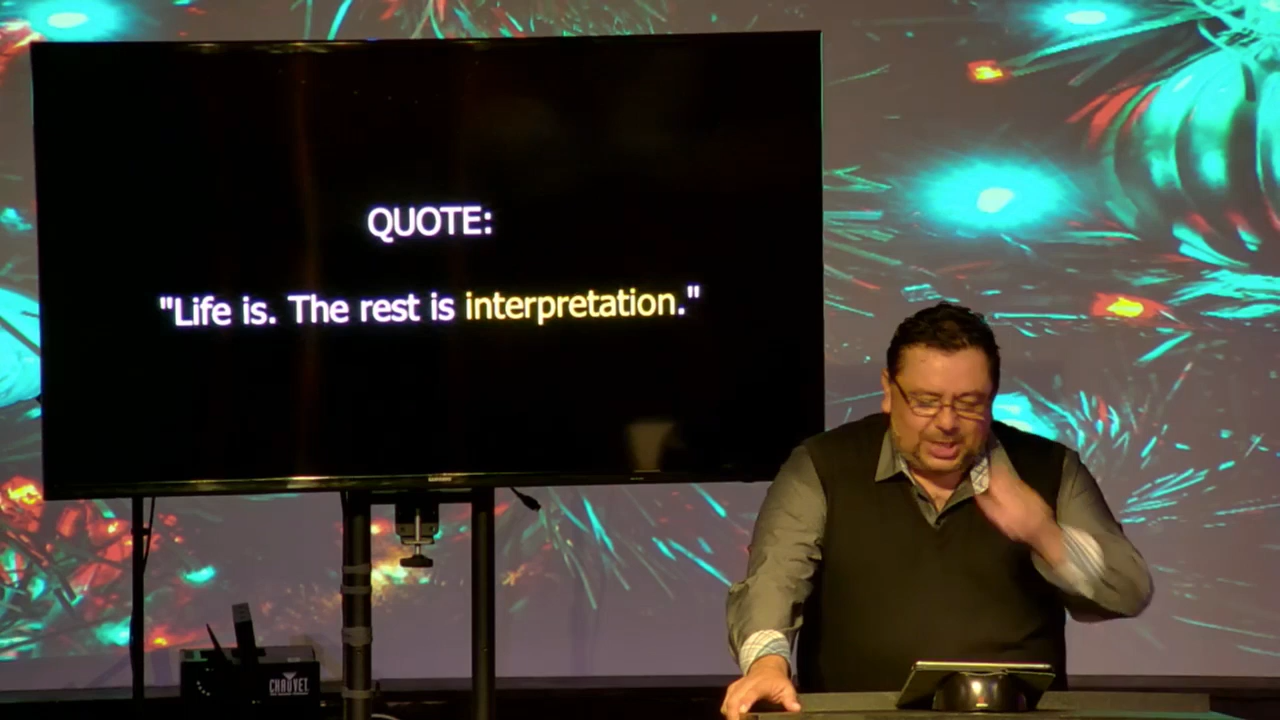 QUOTE:
"Life is. The rest is interpretation."
CHAUVET